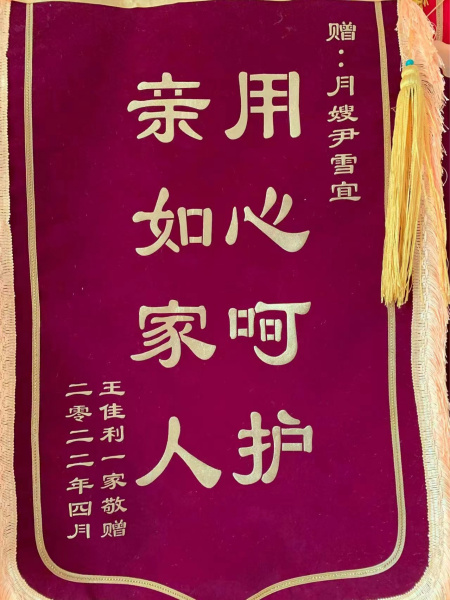 赠：月嫂尹雪宜
用心呵护
亲如家人
王佳利一家敬赠
二零二二年四月